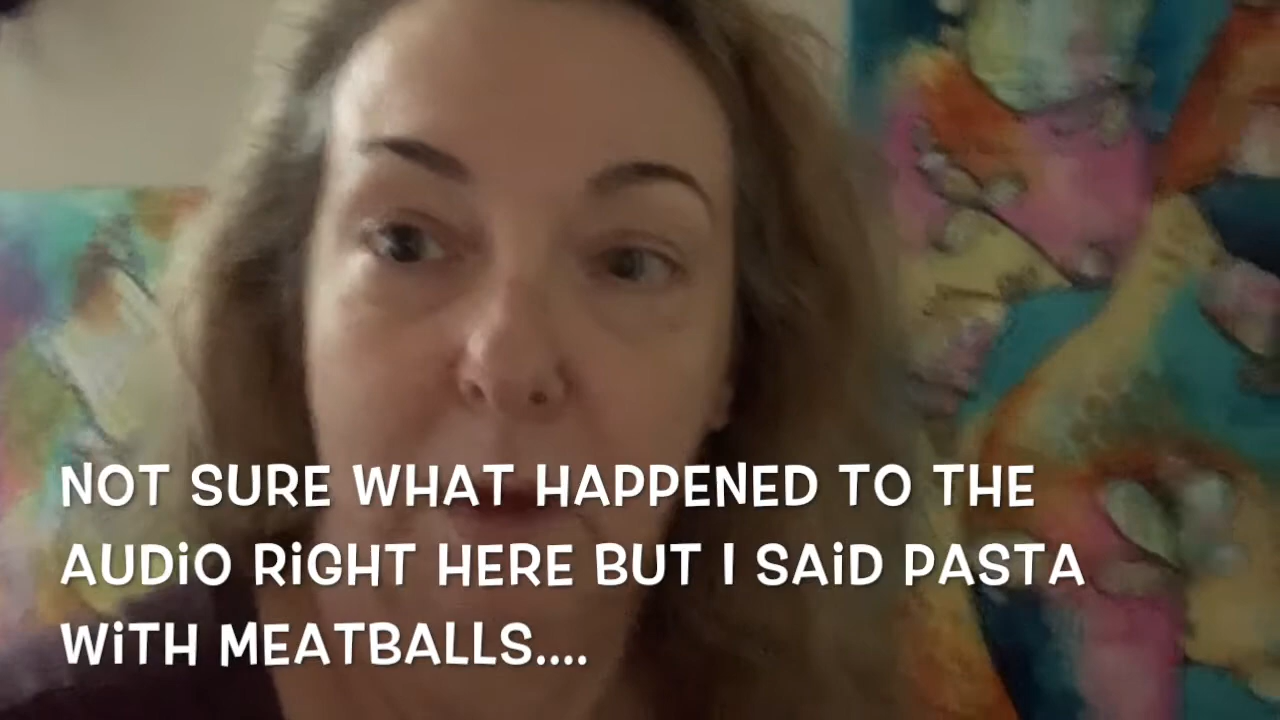 NOT SURE WHAT HAPPENED TO THE
AUDiO RiGHT HERE BUT I SAiD PASTA
WiTH MEATBALLS....